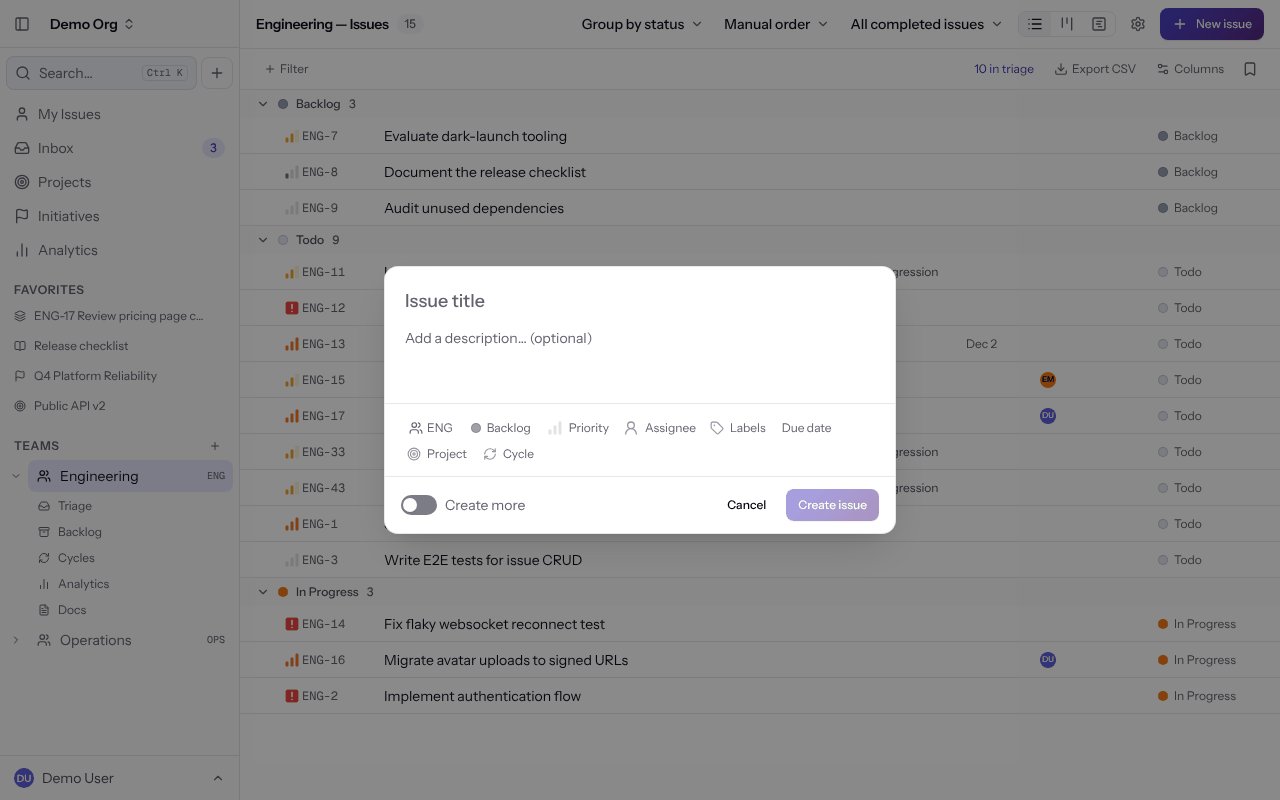 Demo Org
Engineering — Issues 15
Group by status
Manual order
All completed issues
New issue
Search...
Ctrl K
Filter
10 in triage
Export CSV
Columns
My Issues
Inbox 3
Projects
Initiatives
Analytics
FAVORITES
ENG-17 Review pricing page c...
Release checklist
Q4 Platform Reliability
Public API v2
TEAMS
Engineering ENG
Triage
Backlog
Cycles
Analytics
Docs
Operations OPS
DU Demo User
Backlog 3
ENG-7 Evaluate dark-launch tooling Backlog
ENG-8 Document the release checklist Backlog
ENG-9 Audit unused dependencies Backlog
Todo 9
ENG-11 gression Todo
ENG-12 Todo
ENG-13 Dec 2 Todo
ENG-15 EM Todo
ENG-17 DU Todo
ENG-33 gression Todo
ENG-43 gression Todo
ENG-1 Todo
ENG-3 Write E2E tests for issue CRUD Todo
In Progress 3
ENG-14 Fix flaky websocket reconnect test In Progress
ENG-16 Migrate avatar uploads to signed URLs DU In Progress
ENG-2 Implement authentication flow In Progress
Issue title
Add a description... (optional)
ENG Backlog Priority Assignee Labels Due date
Project Cycle
Create more
Cancel
Create issue